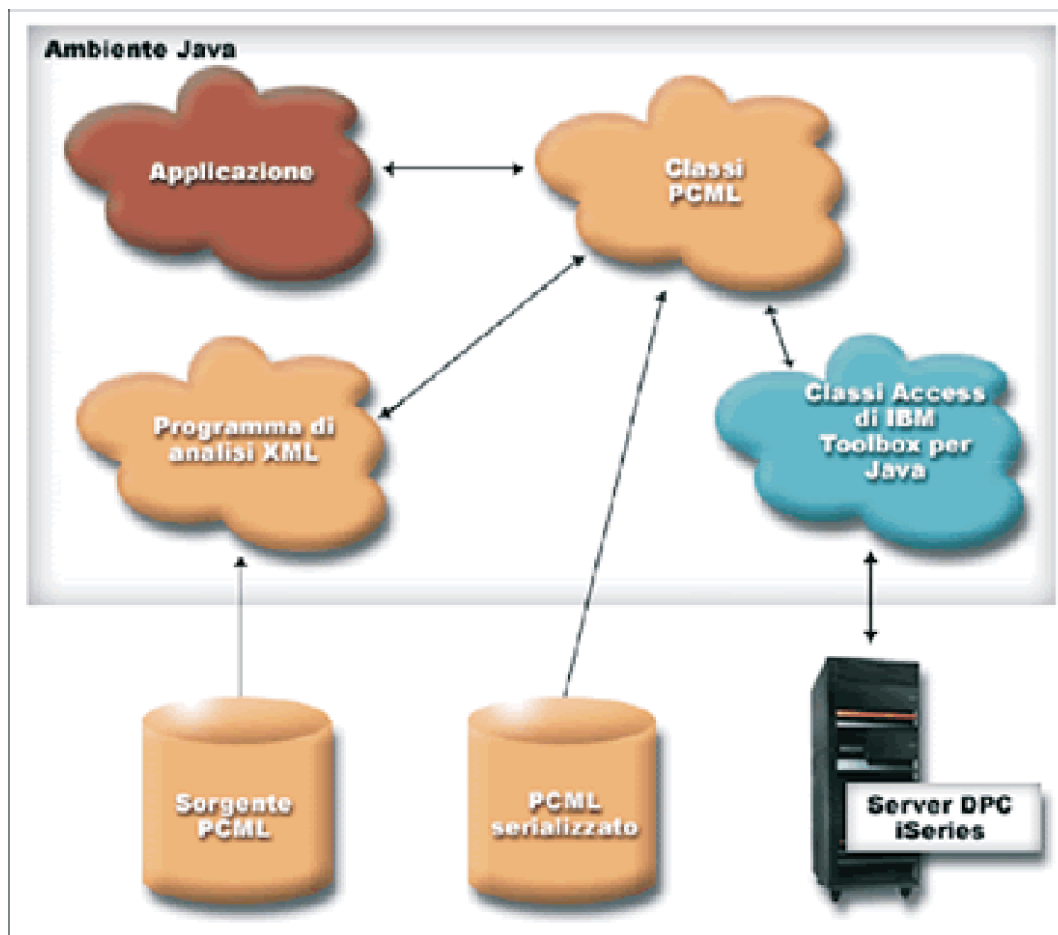 Ambiente Java
Applicazione
Classi
PCML
Programma di
analisi XML
Classi Access
di IBM
Toolbox per
Java
Sorgente
PCML
PCML
serializzato
Server DPC
iSeries